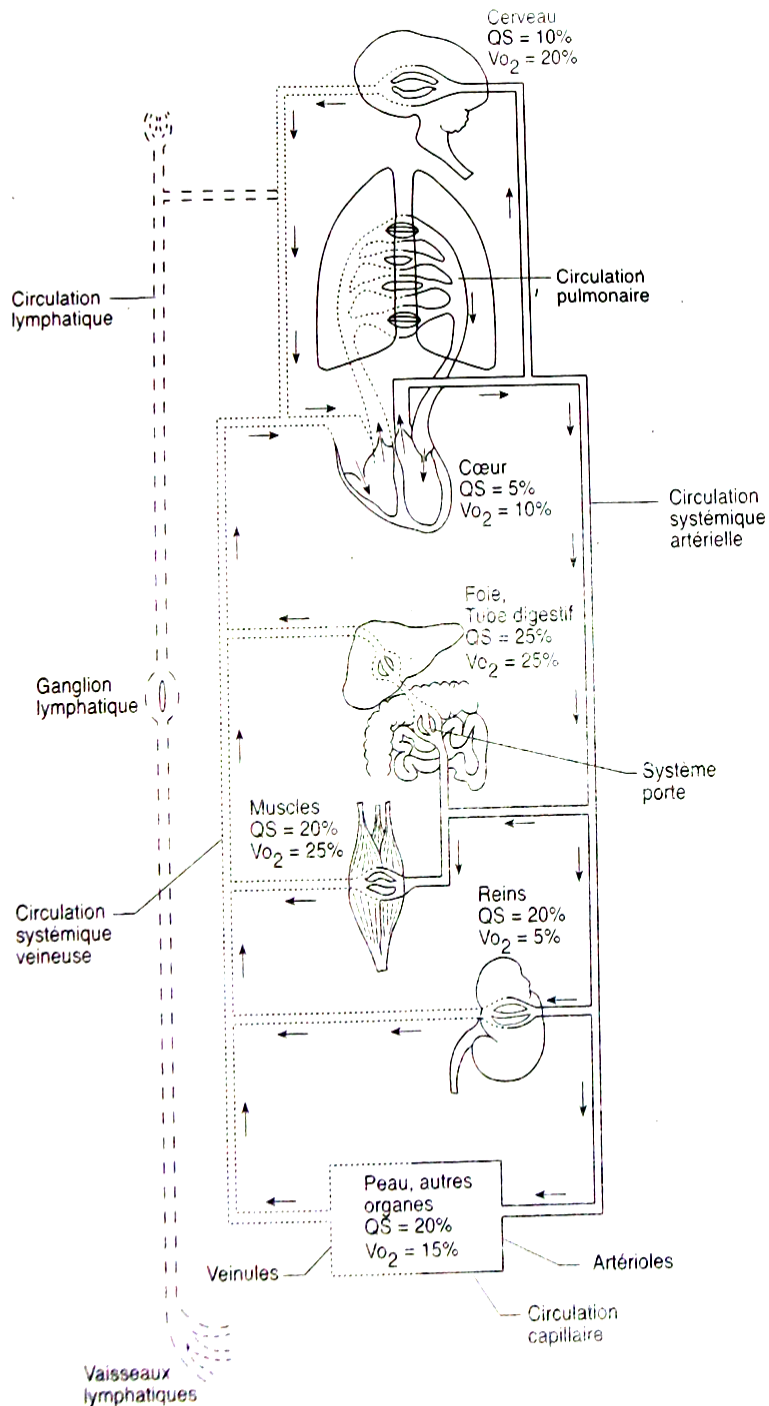 Cerveau
QS = 10%
Vo2 = 20%
Circulation
lymphatique
Circulation
pulmonaire
Cœur
QS = 5%
Vo2 = 10%
Circulation
systémique
artérielle
Foie,
Tube digestif
QS = 25%
Vo2 = 25%
Ganglion
lymphatique
Système
porte
Muscles
QS = 20%
Vo2 = 25%
Reins
QS = 20%
Vo2 = 5%
Circulation
systémique
veineuse
Peau, autres
organes
QS = 20%
Vo2 = 15%
Veinules
Artérioles
Circulation
capillaire
Vaisseaux
lymphatiques